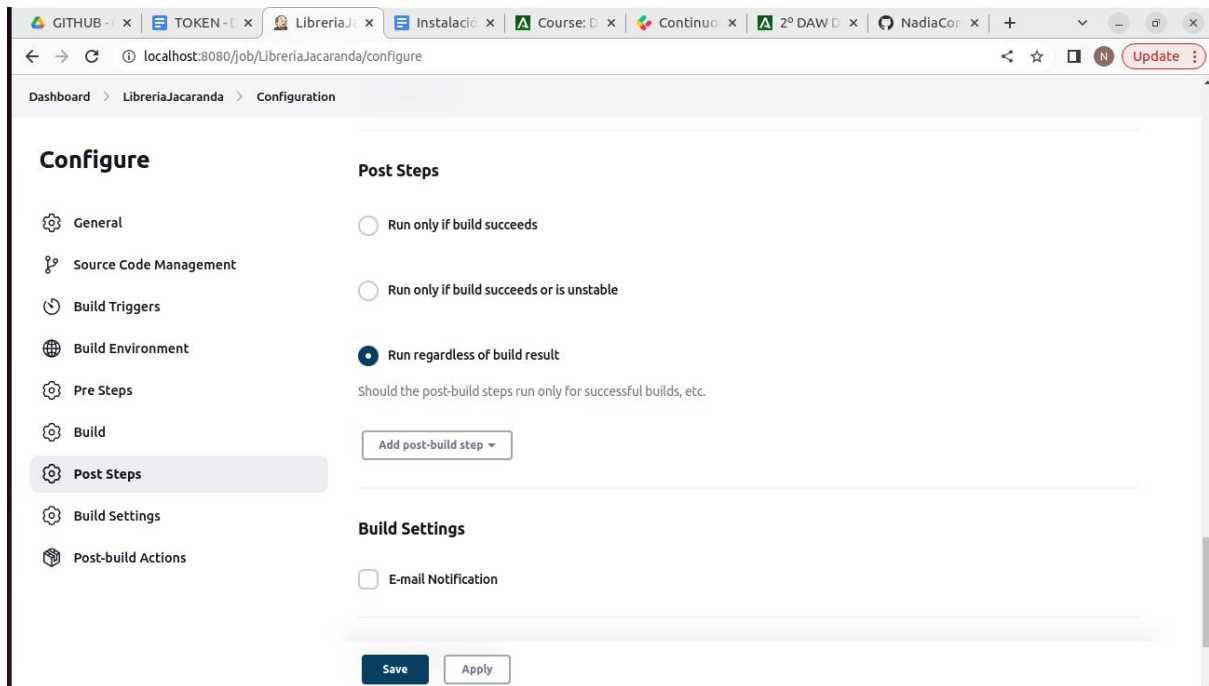 GITHUB - 
TOKEN - 
LibreriaJa
Instalació
Course: D
Continuo
2º DAW D
NadiaCor
localhost:8080/job/LibreriaJacaranda/configure
N
Update
Dashboard > LibreriaJacaranda > Configuration
Configure
General
Source Code Management
Build Triggers
Build Environment
Pre Steps
Build
Post Steps
Build Settings
Post-build Actions
Post Steps
Run only if build succeeds
Run only if build succeeds or is unstable
Run regardless of build result
Should the post-build steps run only for successful builds, etc.
Add post-build step
Build Settings
E-mail Notification
Save
Apply